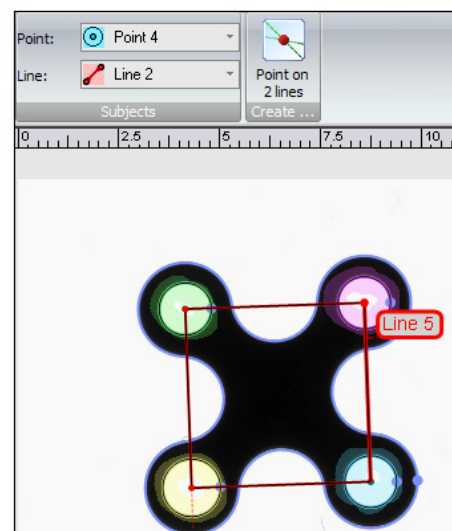 Point: Point 4
Line: Line 2
Point on
2 lines
Subjects
Create ...
0 2.5 5 7.5 10
Line 5